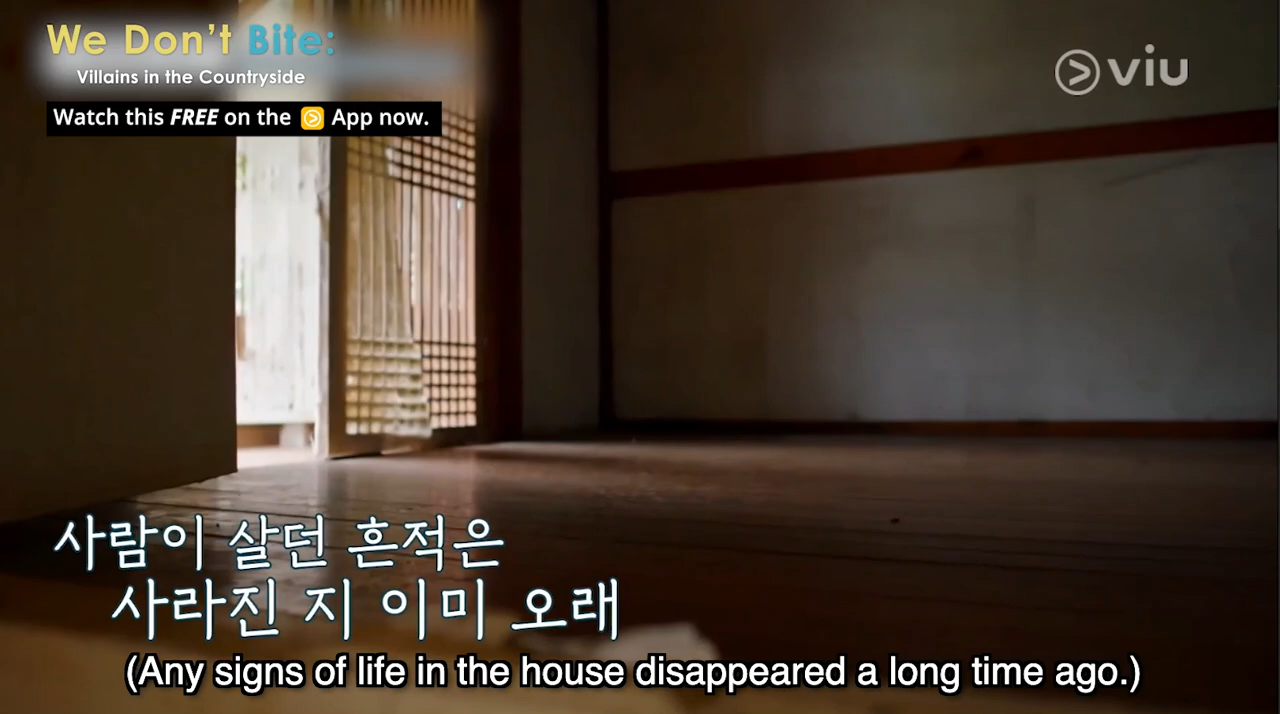 We Don't Bite:
Villains in the Countryside
viu
Watch this FREE on the App now.
사람이 살던 흔적은
사라진 지 이미 오래
(Any signs of life in the house disappeared a long time ago.)